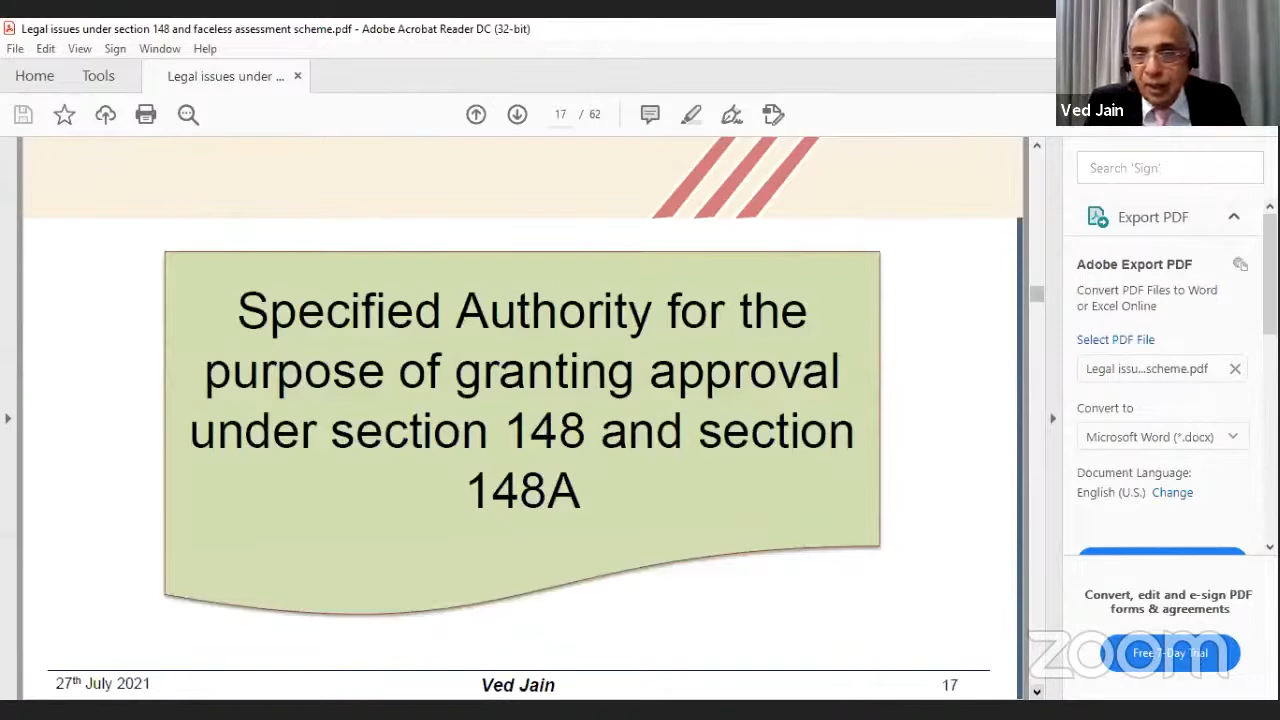 Legal issues under section 148 and faceless assessment scheme.pdf - Adobe Acrobat Reader DC (32-bit)
File Edit View Sign Window Help
Home Tools Legal issues under ... ×
17 / 62
Ved Jain
Search 'Sign'
Export PDF
Adobe Export PDF
Convert PDF Files to Word
or Excel Online
Select PDF File
Legal issu...scheme.pdf
Convert to
Microsoft Word (*.docx)
Document Language:
English (U.S.) Change
Convert, edit and e-sign PDF
forms & agreements
Free 7-Day Trial
zoom
Specified Authority for the
purpose of granting approval
under section 148 and section
148A
27th July 2021 Ved Jain 17